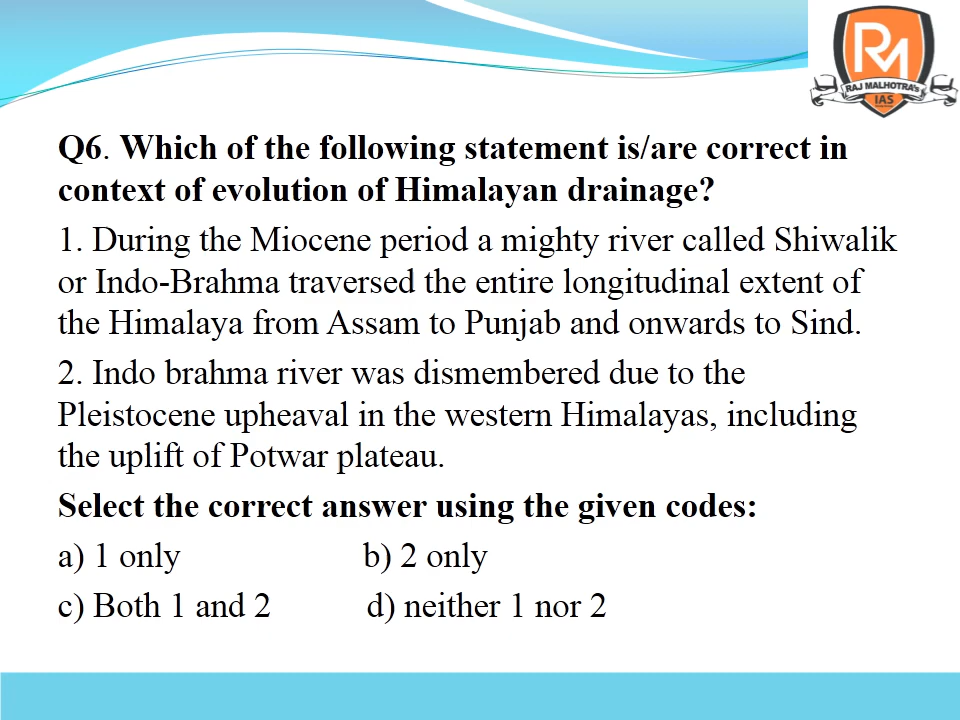 RM
RAJ MALHOTRA's
IAS
Q6. Which of the following statement is/are correct in
context of evolution of Himalayan drainage?
1. During the Miocene period a mighty river called Shiwalik
or Indo-Brahma traversed the entire longitudinal extent of
the Himalaya from Assam to Punjab and onwards to Sind.
2. Indo brahma river was dismembered due to the
Pleistocene upheaval in the western Himalayas, including
the uplift of Potwar plateau.
Select the correct answer using the given codes:
a) 1 only b) 2 only
c) Both 1 and 2 d) neither 1 nor 2